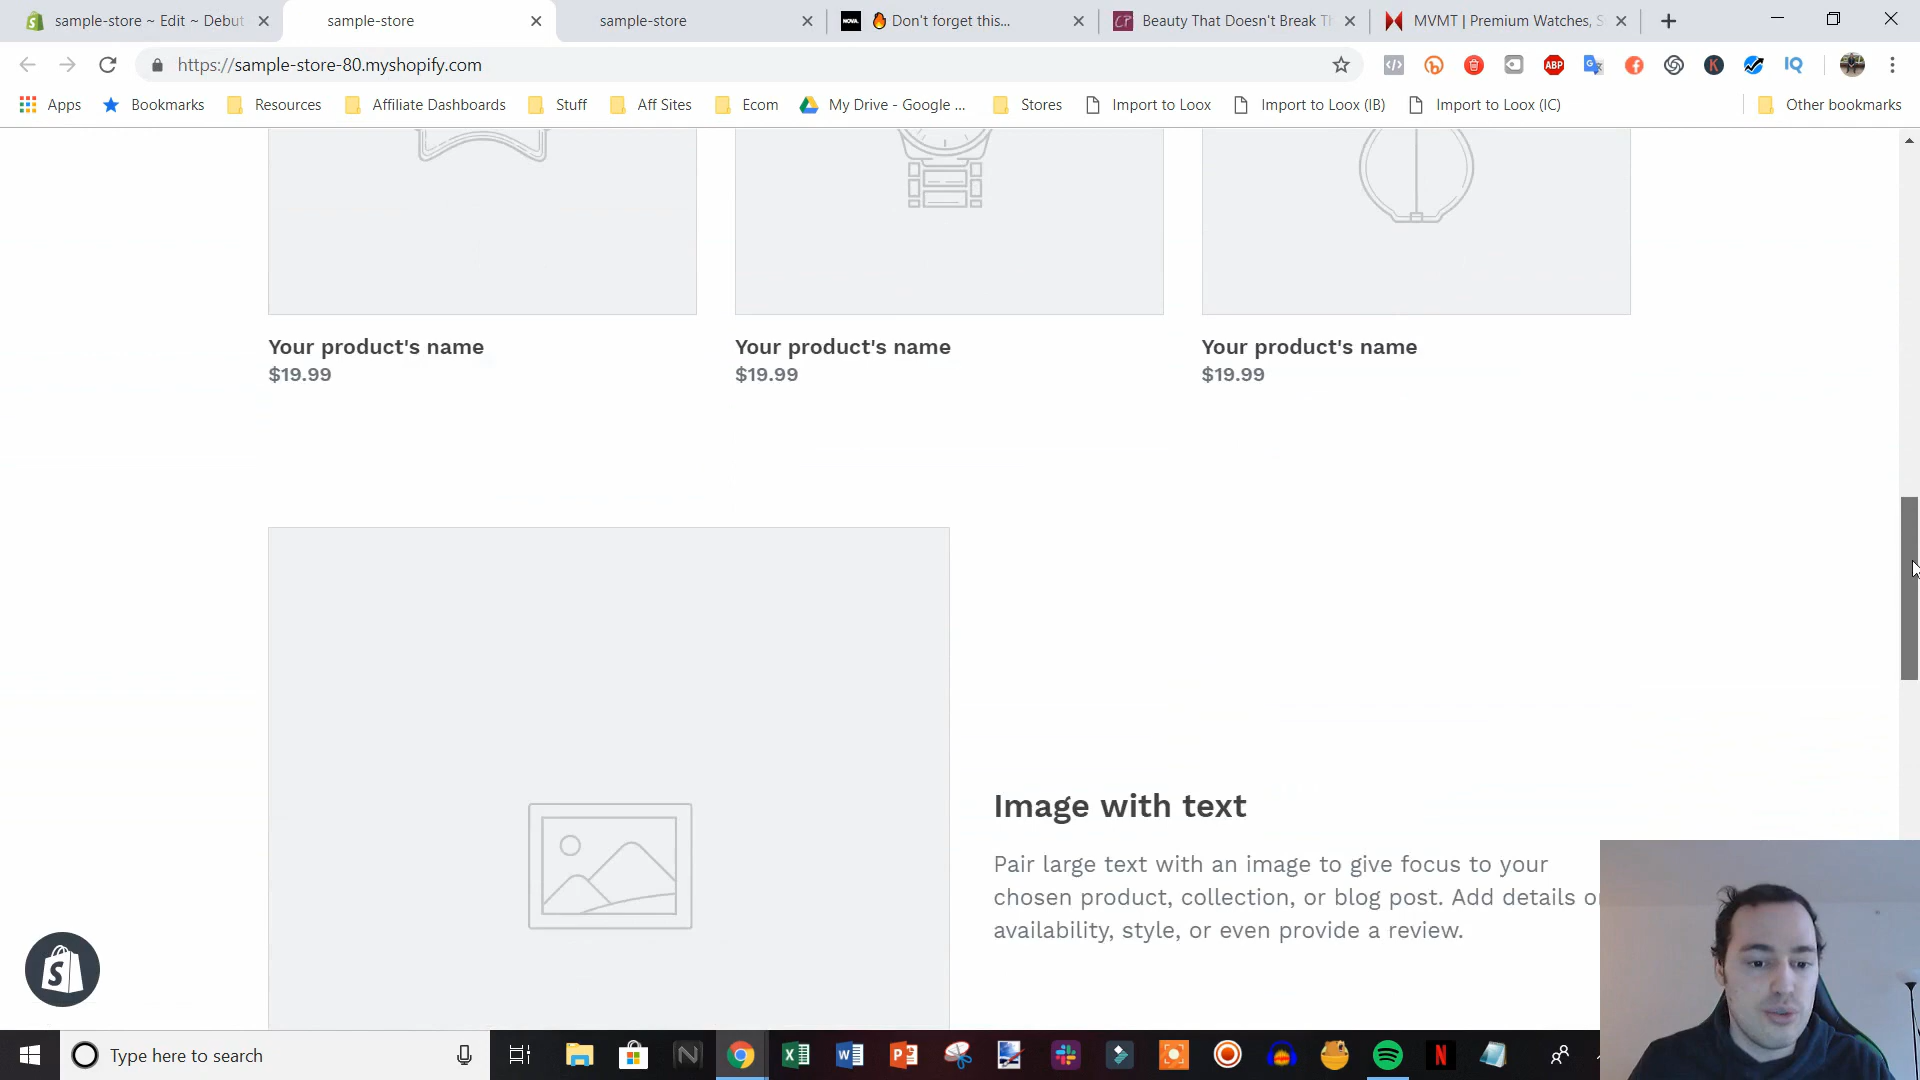 sample-store ~ Edit ~ Debut
sample-store
sample-store
NOVA
Don't forget this...
CP
Beauty That Doesn't Break Th
MVMT | Premium Watches, S
https://sample-store-80.myshopify.com
ABP
K
IQ
Apps
Bookmarks
Resources
Affiliate Dashboards
Stuff
Aff Sites
Ecom
My Drive - Google ...
Stores
Import to Loox
Import to Loox (IB)
Import to Loox (IC)
Other bookmarks
Your product's name
$19.99
Your product's name
$19.99
Your product's name
$19.99
Image with text
Pair large text with an image to give focus to your
chosen product, collection, or blog post. Add details o
availability, style, or even provide a review.
Type here to search